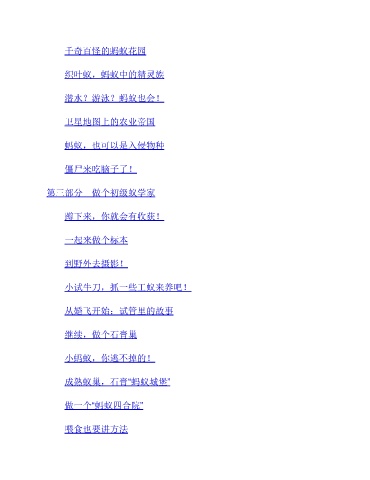 千奇百怪的蚂蚁花园
织叶蚁，蚂蚁中的精灵族
潜水？游泳？蚂蚁也会！
卫星地图上的农业帝国
蚂蚁，也可以是入侵物种
僵尸来吃脑子了！
第三部分 做个初级蚁学家
蹲下来，你就会有收获！
一起来做个标本
到野外去摄影！
小试牛刀，抓一些工蚁来养吧！
从婚飞开始：试管里的故事
继续，做个石膏巢
小蚂蚁，你逃不掉的！
成熟蚁巢，石膏“蚂蚁城堡”
做一个“蚂蚁四合院”
喂食也要讲方法